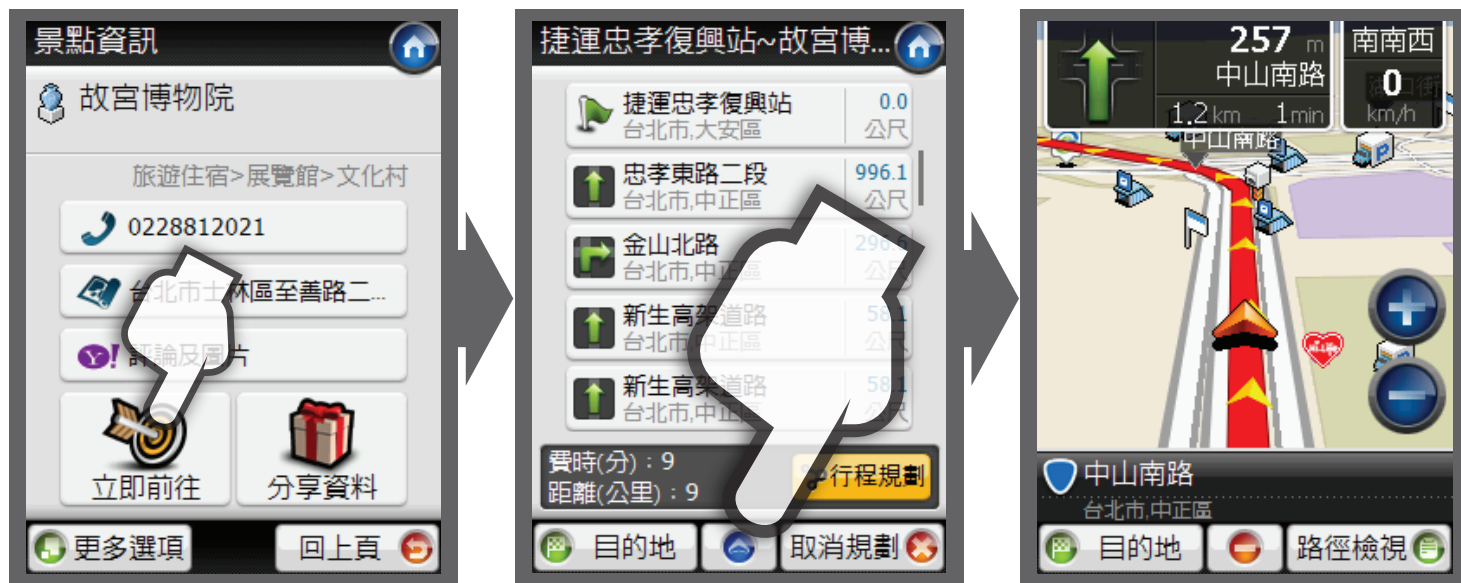 景點資訊
故宮博物院
旅遊住宿>展覽館>文化村
0228812021
台北市士林區至善路二...
Y! 評論及圖片
立即前往
分享資料
更多選項
回上頁
捷運忠孝復興站~故宮博...
捷運忠孝復興站
0.0
台北市,大安區
公尺
忠孝東路二段
996.1
台北市,中正區
公尺
金山北路
296.6
台北市,中正區
公尺
新生高架道路
58.1
台北市,中正區
公尺
新生高架道路
58.1
台北市,中正區
公尺
費時(分):9
距離(公里):9
行程規劃
目的地
取消規劃
257 m
中山南路
1.2 km 1 min
南南西
0
km/h
中山南路
P
中山南路
台北市,中正區
目的地
路徑檢視